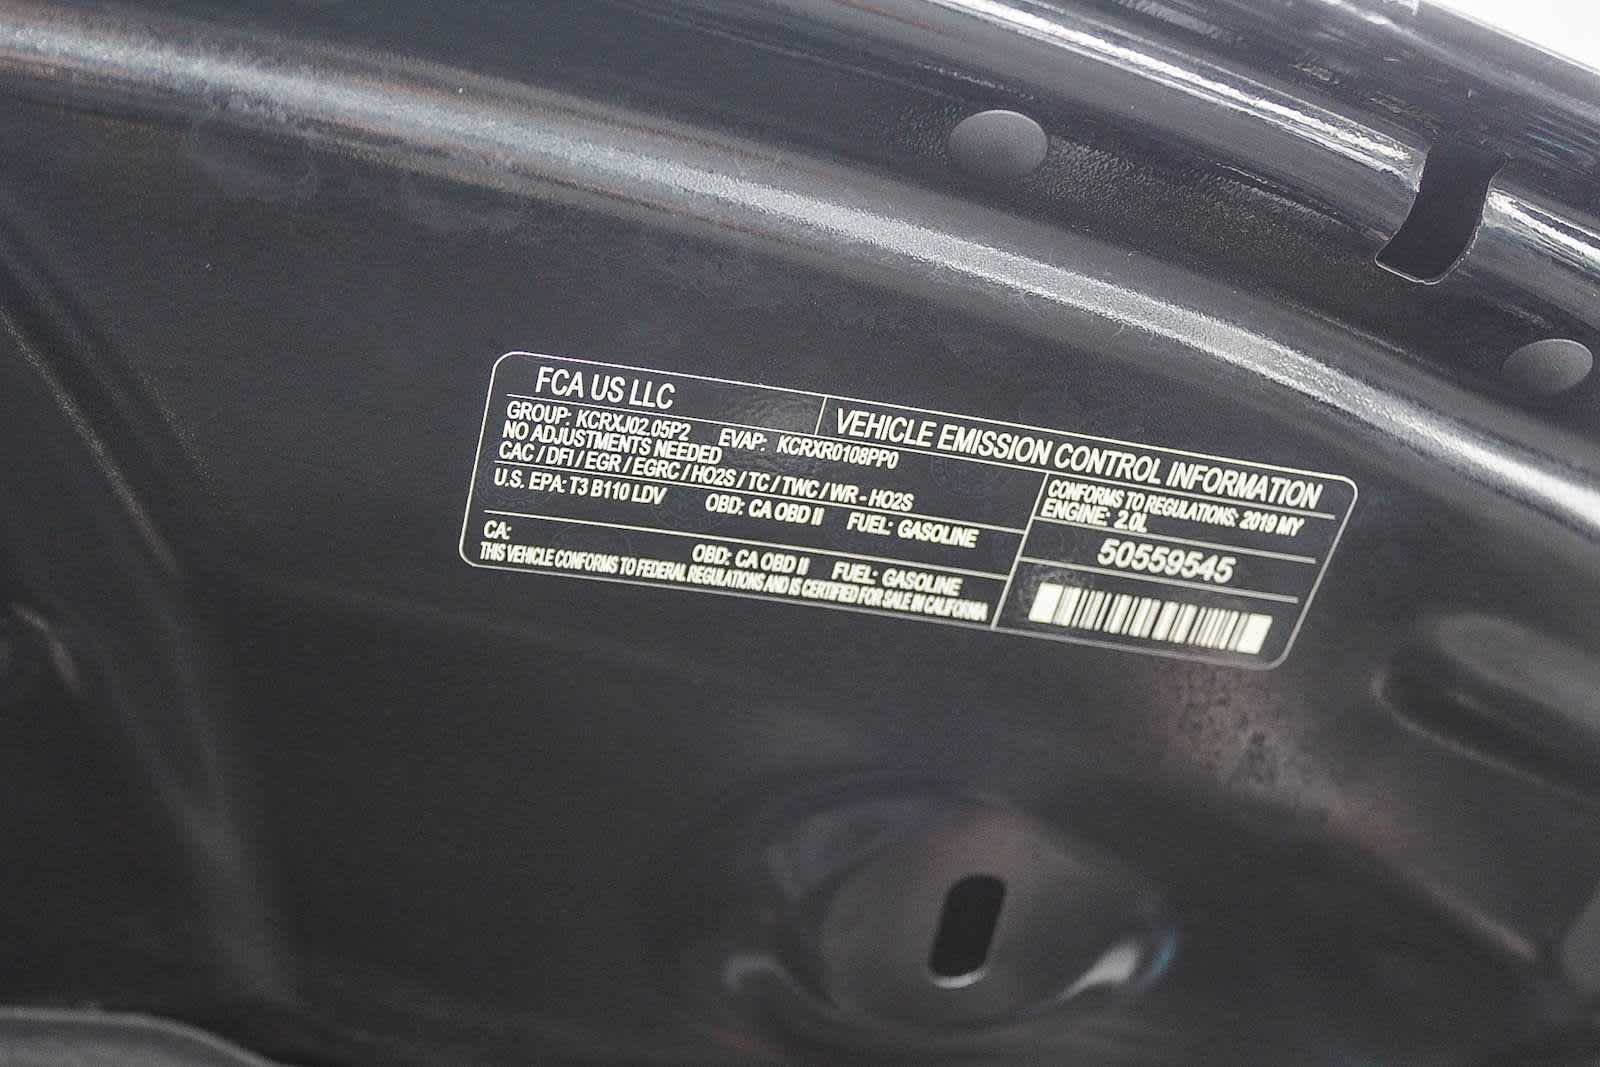 FCA US LLC
VEHICLE EMISSION CONTROL INFORMATION
GROUP: KCRXJ02.05P2 EVAP: KCRXR0108PP0
NO ADJUSTMENTS NEEDED
CAC / DFI / EGR / EGRC / HO2S / TC / TWC / WR - HO2S
U.S. EPA: T3 B110 LDV OBD: CA OBD II FUEL: GASOLINE
CA: OBD: CA OBD II FUEL: GASOLINE
THIS VEHICLE CONFORMS TO FEDERAL REGULATIONS AND IS CERTIFIED FOR SALE IN CALIFORNIA
CONFORMS TO REGULATIONS: 2019 MY
ENGINE: 2.0L
50559545